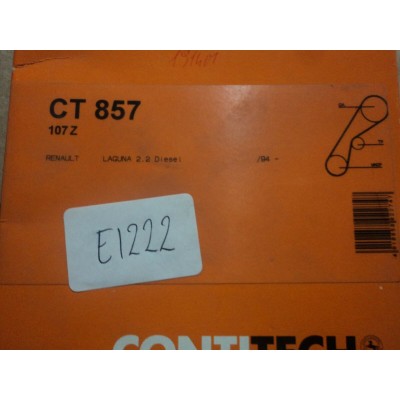 CT 857
107 Z
RENAULT LAGUNA 2.2 Diesel /94 -
E1222
CONTITECH